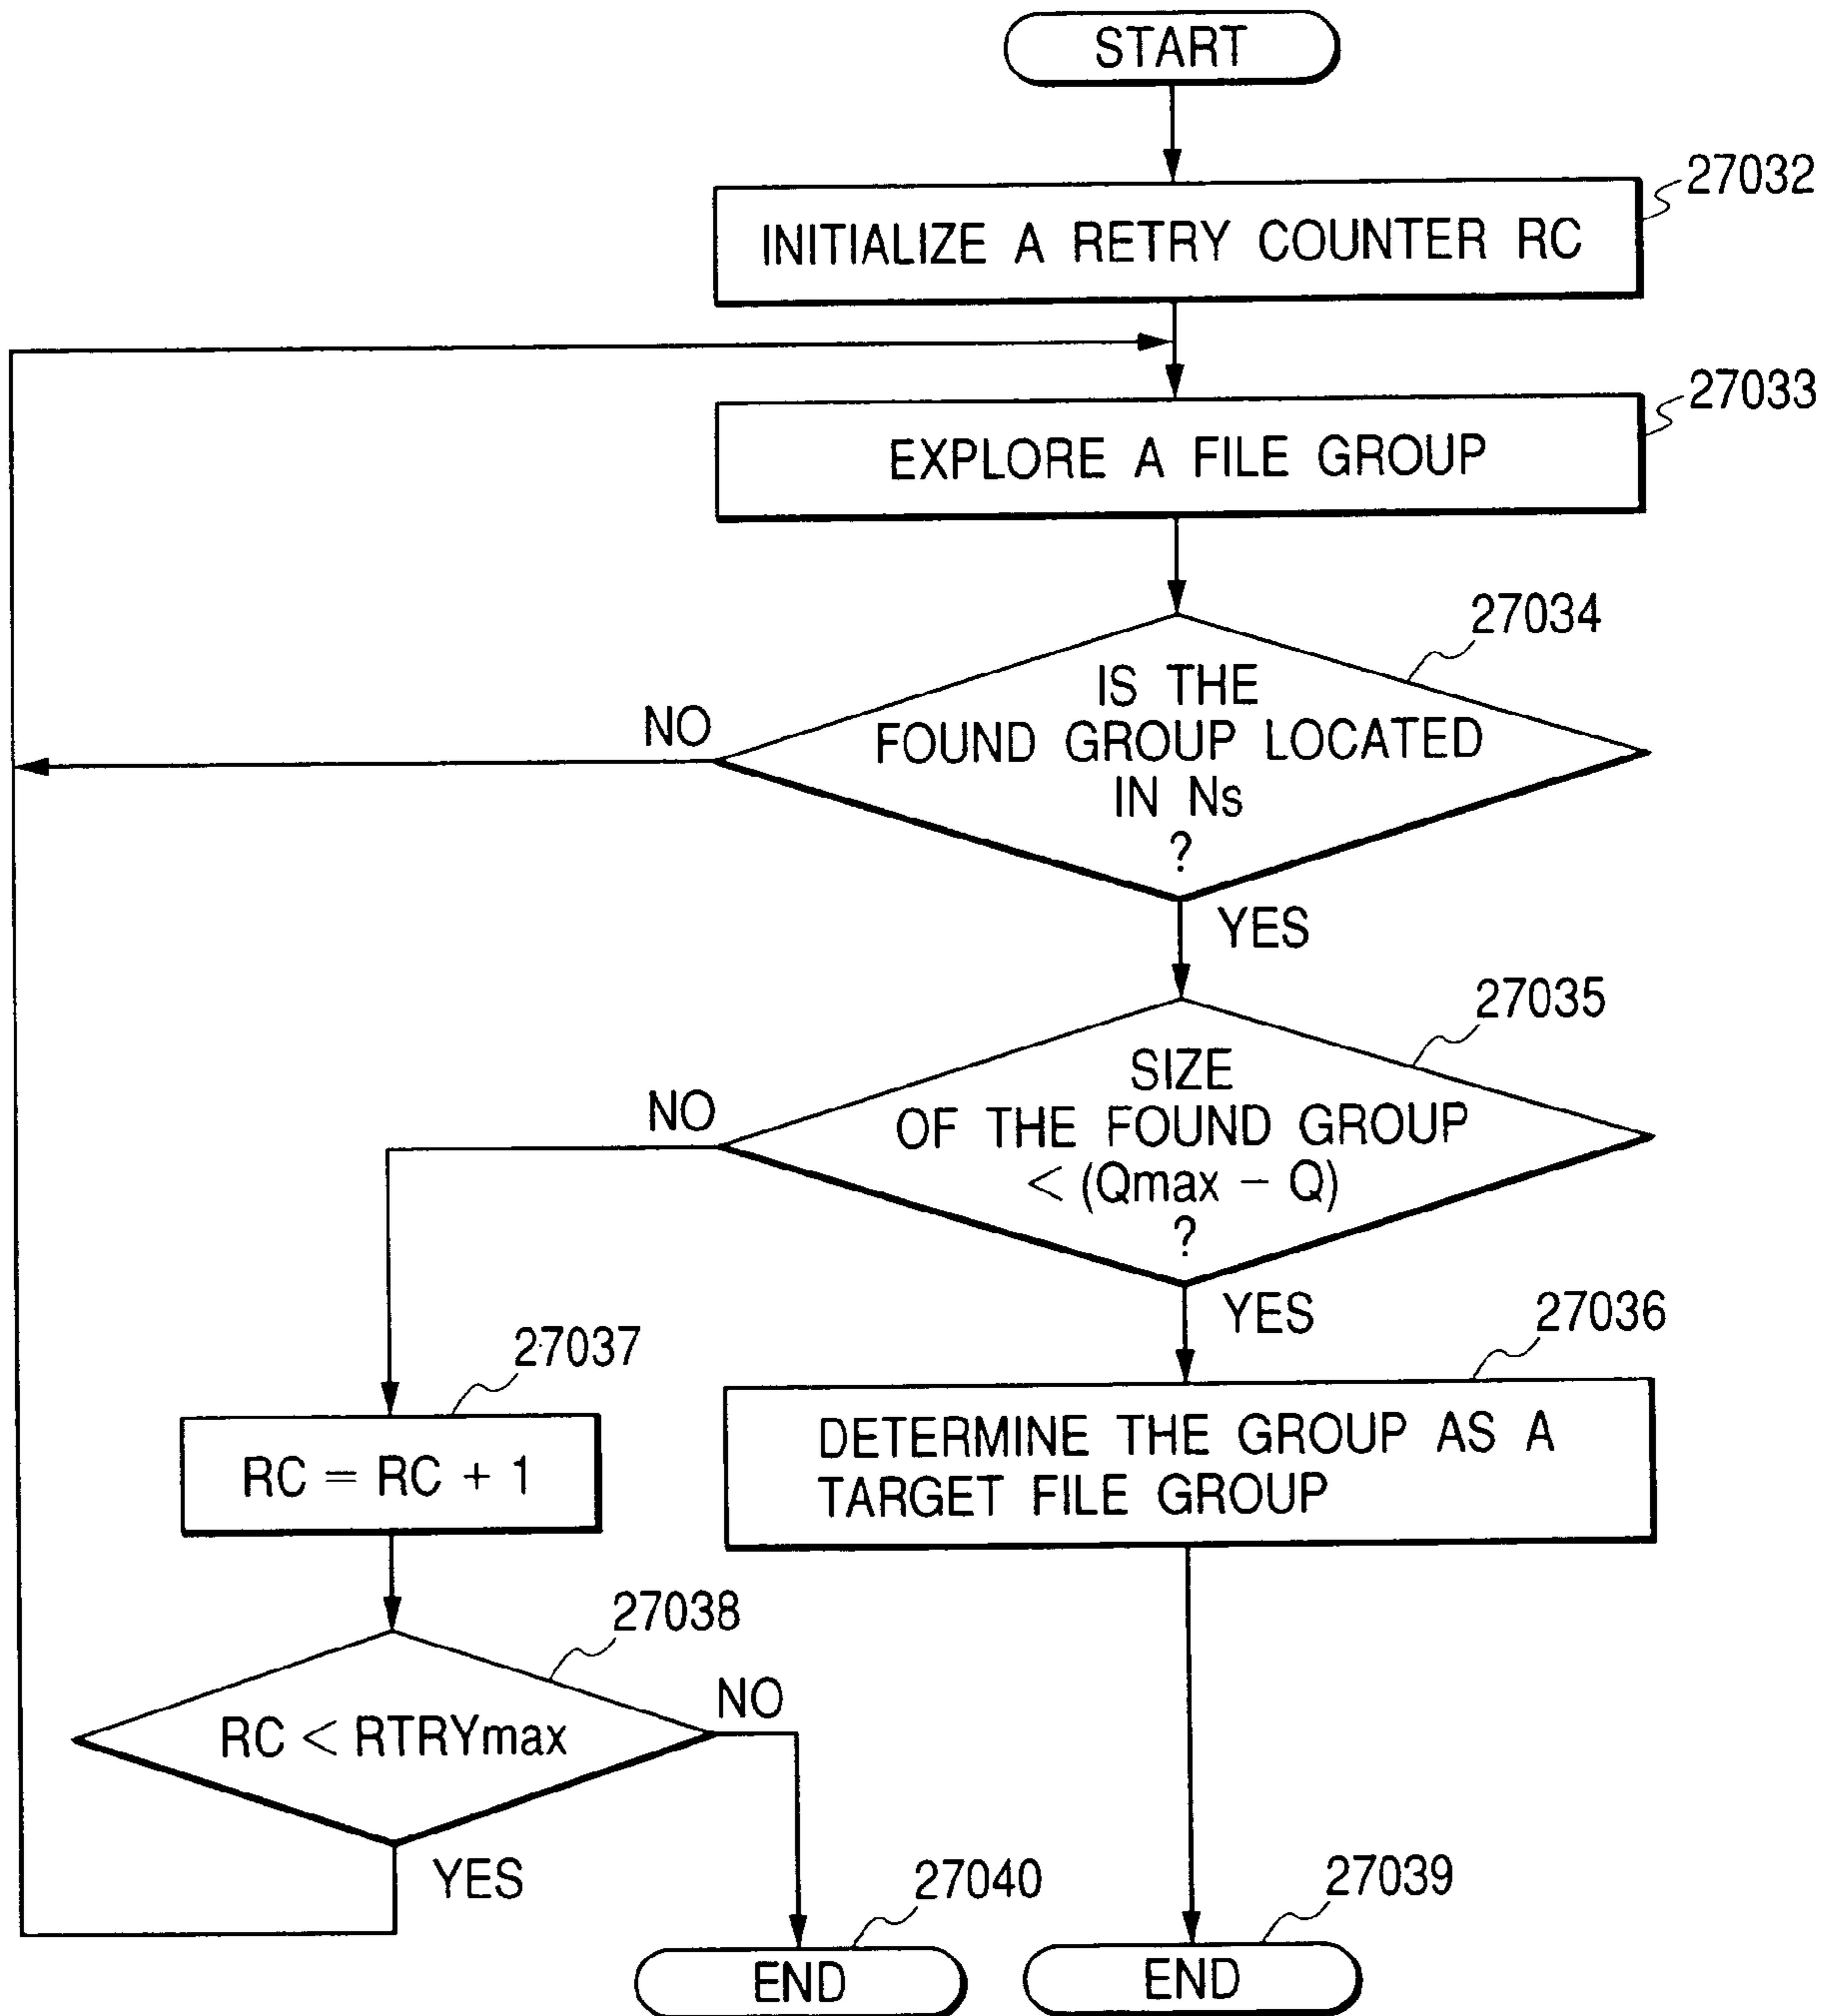 START
27032
INITIALIZE A RETRY COUNTER RC
27033
EXPLORE A FILE GROUP
27034
IS THE
FOUND GROUP LOCATED
IN Ns
?
NO
YES
27035
SIZE
OF THE FOUND GROUP
< (Qmax – Q)
?
NO
YES
27036
DETERMINE THE GROUP AS A
TARGET FILE GROUP
27037
RC = RC + 1
27038
RC < RTRYmax
NO
YES
27040
END
27039
END